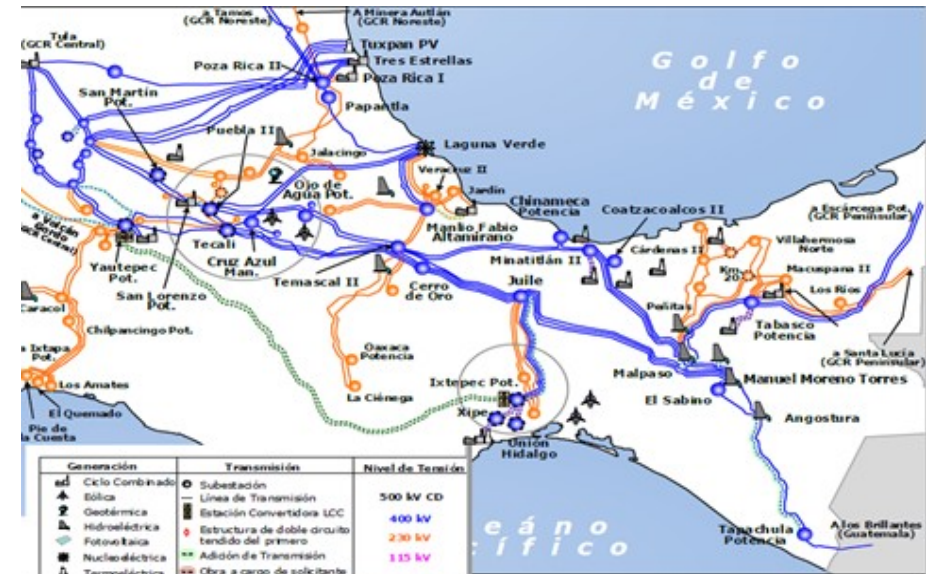 a Tamos
(GCR Noreste)
A Minera Autlán
(GCR Noreste)
Tula
(GCR Central)
Tuxpan PV
Tres Estrellas
Poza Rica II
Poza Rica I
Golfo
de
México
San Martín
Pot.
Papantla
Puebla II
Jalacingo
Laguna Verde
Veracruz II
Ojo de
Agua Pot.
Jardín
Chinameca
Potencia
Coatzacoalcos II
a Escárcega Pot.
(GCR Peninsular)
a Volcán
Gordo
(GCR Central)
Tecali
Cruz Azul
Man.
Manlio Fabio
Altamirano
Minatitlán II
Cárdenas II
Villahermosa
Norte
Km
20
Macuspana II
Los Ríos
Yautepec
Pot.
San Lorenzo
Pot.
Temascal II
Cerro
de Oro
Juile
Peñitas
Tabasco
Potencia
Caracol
Chilpancingo Pot.
a Ixtapa
Pot.
Oaxaca
Potencia
a Santa Lucía
(GCR Peninsular)
Malpaso
Manuel Moreno Torres
Los Amates
La Ciénega
Ixtepec Pot.
El Sabino
El Quemado
Xipe
Angostura
Pie de
la Cuesta
Unión
Hidalgo
Generación
Ciclo Combinado
Eólica
Geotérmica
Hidroeléctrica
Fotovoltaica
Nucleoeléctrica
Termoeléctrica
Transmisión
Subestación
Línea de Transmisión
Estación Convertidora LCC
Estructura de doble circuito
tendido del primero
Adición de Transmisión
Obra a cargo de solicitante
Nivel de Tensión
500 kV CD
400 kV
230 kV
115 kV
eáno
cífico
Tapachula
Potencia
A los Brillantes
(Guatemala)